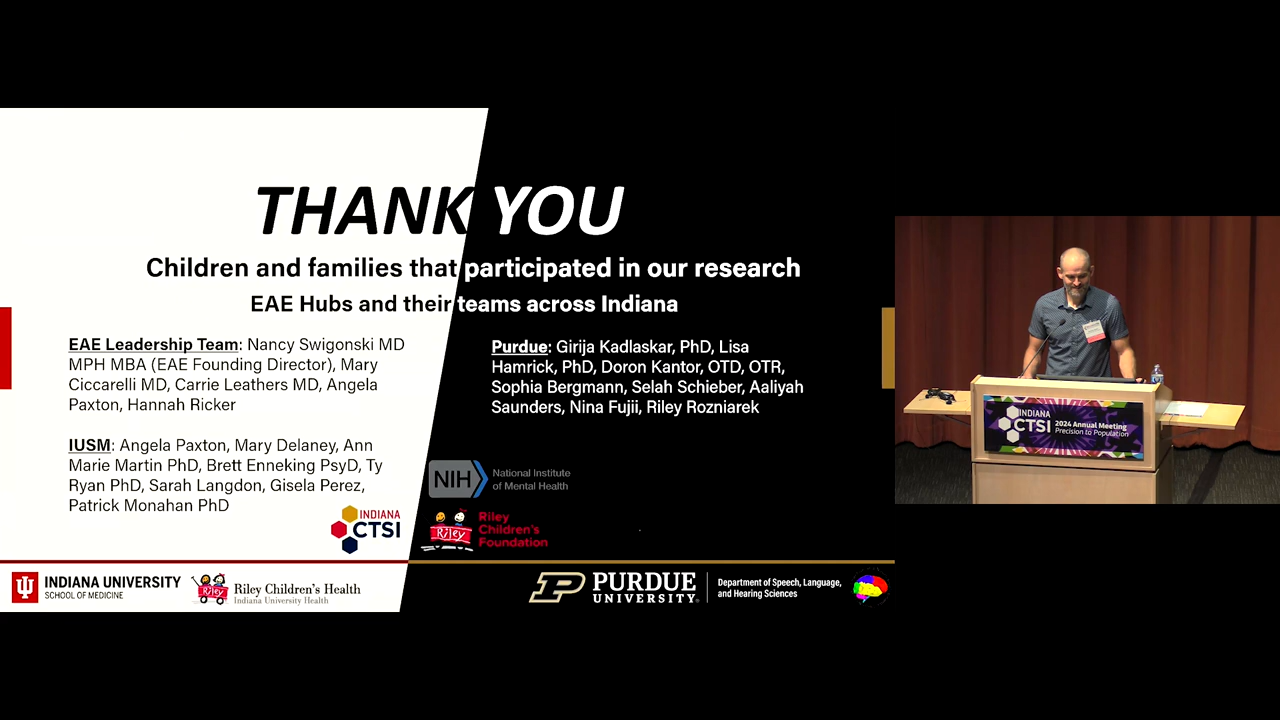 THANK YOU
Children and families that participated in our research
EAE Hubs and their teams across Indiana
EAE Leadership Team: Nancy Swigonski MD
MPH MBA (EAE Founding Director), Mary
Ciccarelli MD, Carrie Leathers MD, Angela
Paxton, Hannah Ricker
IUSM: Angela Paxton, Mary Delaney, Ann
Marie Martin PhD, Brett Enneking PsyD, Ty
Ryan PhD, Sarah Langdon, Gisela Perez,
Patrick Monahan PhD
Purdue: Girija Kadlaskar, PhD, Lisa
Hamrick, PhD, Doron Kantor, OTD, OTR,
Sophia Bergmann, Selah Schieber, Aaliyah
Saunders, Nina Fujii, Riley Rozniarek
NIH
National Institute
of Mental Health
INDIANA
CTSI
Riley
Riley
Children's
Foundation
INDIANA UNIVERSITY
SCHOOL OF MEDICINE
Riley
Riley Children's Health
Indiana University Health
P
PURDUE
UNIVERSITY®
Department of Speech, Language,
and Hearing Sciences
INDIANA
CTSI
2024 Annual Meeting
Precision to Population